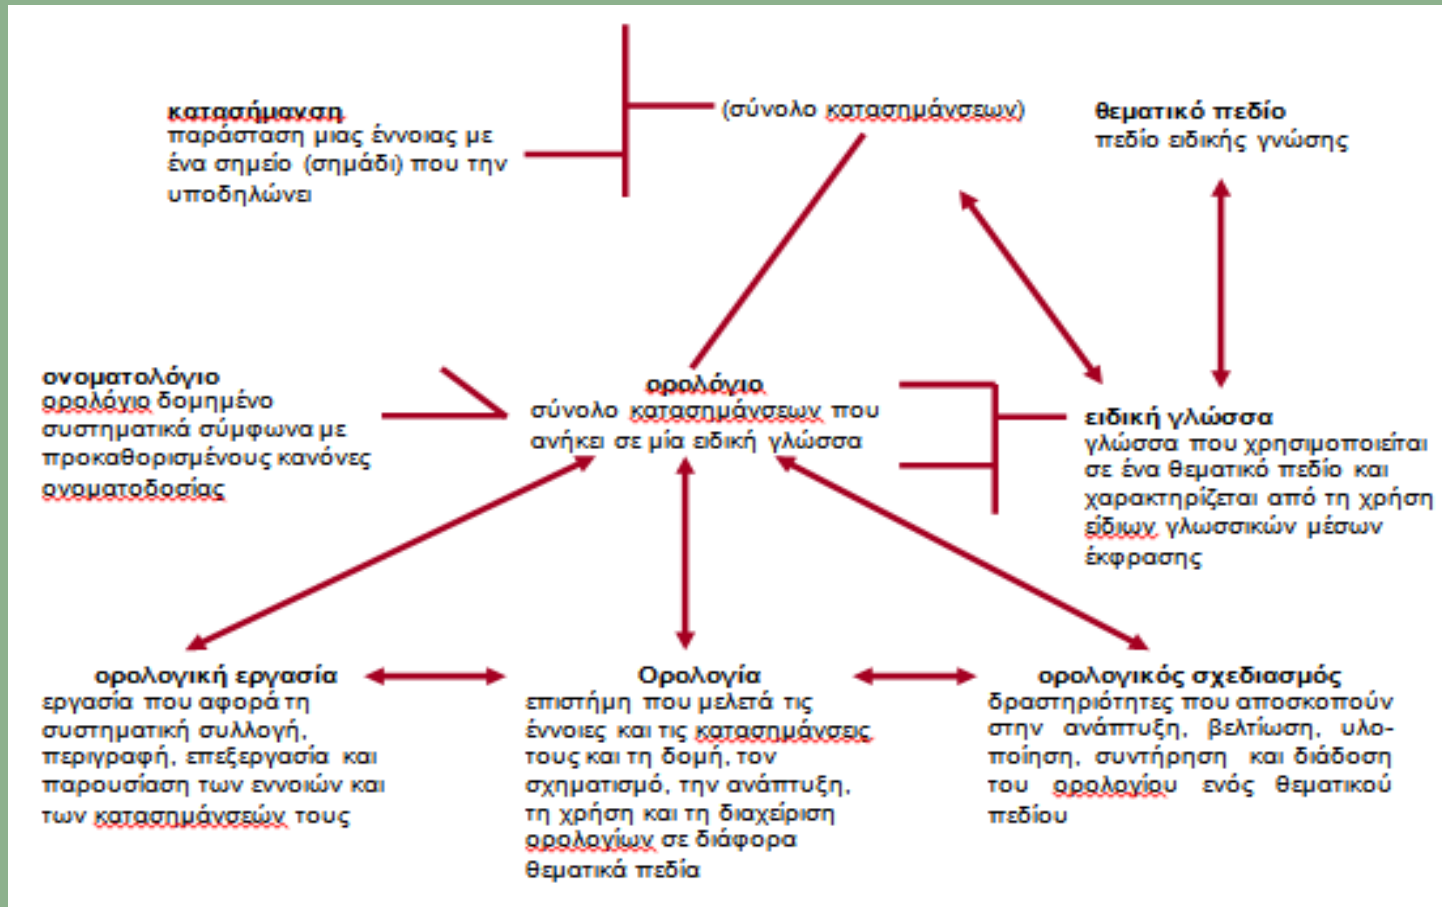 κατασήμανση
παράσταση μιας έννοιας με
ένα σημείο (σημάδι) που την
υποδηλώνει
(σύνολο κατασημάνσεων)
θεματικό πεδίο
πεδίο ειδικής γνώσης
ονοματολόγιο
ορολόγιο δομημένο
συστηματικά σύμφωνα με
προκαθορισμένους κανόνες
ονοματοδοσίας
ορολόγιο
σύνολο κατασημάνσεων που
ανήκει σε μία ειδική γλώσσα
ειδική γλώσσα
γλώσσα που χρησιμοποιείται
σε ένα θεματικό πεδίο και
χαρακτηρίζεται από τη χρήση
είδιων γλωσσικών μέσων
έκφρασης
ορολογική εργασία
εργασία που αφορά τη
συστηματική συλλογή,
περιγραφή, επεξεργασία και
παρουσίαση των εννοιών και
των κατασημάνσεών τους
Ορολογία
επιστήμη που μελετά τις
έννοιες και τις κατασημάνσεις
τους και τη δομή, τον
σχηματισμό, την ανάπτυξη,
τη χρήση και τη διαχείριση
ορολογίων σε διάφορα
θεματικά πεδία
ορολογικός σχεδιασμός
δραστηριότητες που αποσκοπούν
στην ανάπτυξη, βελτίωση, υλο-
ποίηση, συντήρηση και διάδοση
του ορολογίου ενός θεματικού
πεδίου